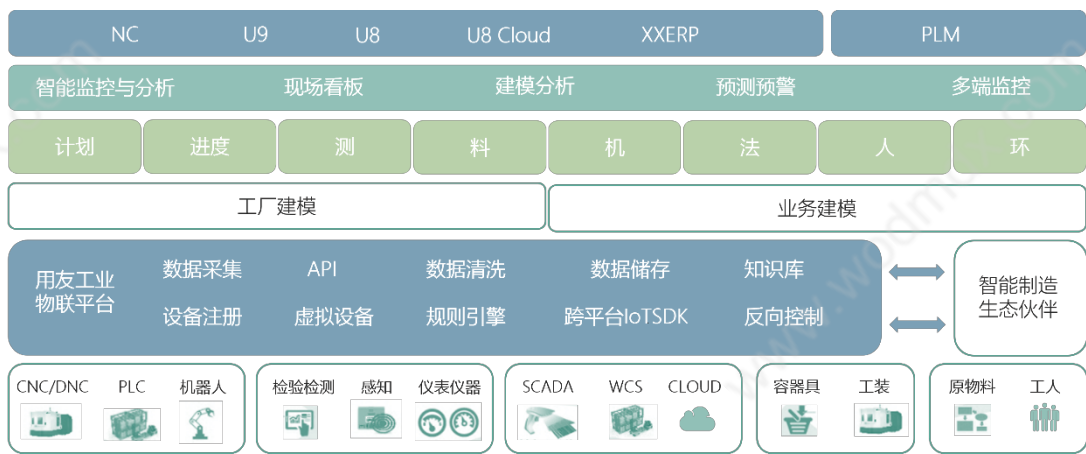 NC U9 U8 U8 Cloud XXERP PLM
智能监控与分析 现场看板 建模分析 预测预警 多端监控
计划 进度 测 料 机 法 人 环
工厂建模 业务建模
用友工业
物联平台
数据采集 API 数据清洗 数据储存 知识库
设备注册 虚拟设备 规则引擎 跨平台IoTSDK 反向控制
智能制造
生态伙伴
CNC/DNC PLC 机器人 检验检测 感知 仪表仪器 SCADA WCS CLOUD 容器具 工装 原物料 工人